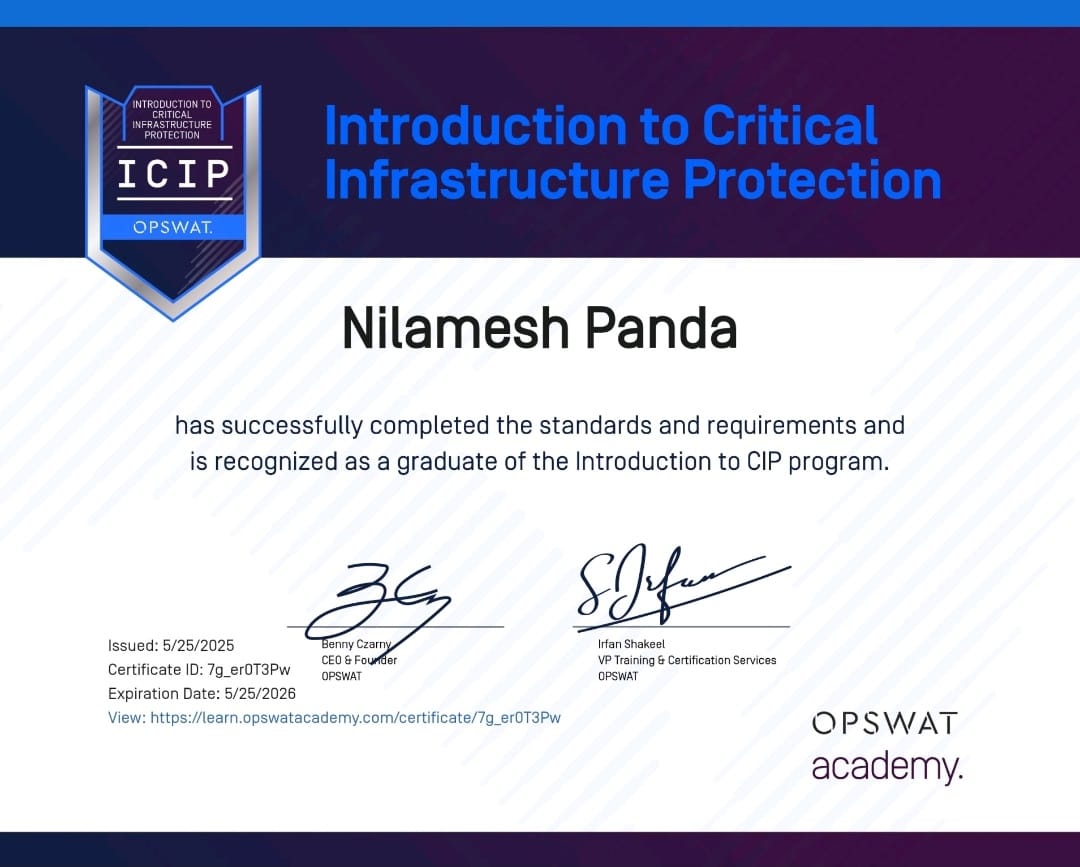 INTRODUCTION TO
CRITICAL
INFRASTRUCTURE
PROTECTION
ICIP
OPSWAT.
Introduction to Critical
Infrastructure Protection
Nilamesh Panda
has successfully completed the standards and requirements and
is recognized as a graduate of the Introduction to CIP program.
Benny Czarny
CEO & Founder
OPSWAT
Irfan Shakeel
VP Training & Certification Services
OPSWAT
Issued: 5/25/2025
Certificate ID: 7g_er0T3Pw
Expiration Date: 5/25/2026
View: https://learn.opswatacademy.com/certificate/7g_er0T3Pw
OPSWAT
academy.